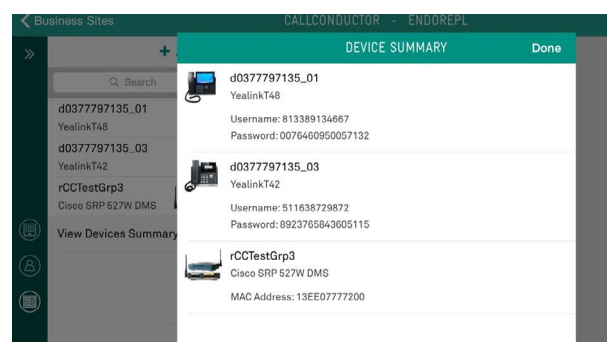 Business Sites
CALLCONDUCTOR - ENDOREPL
Search
d0377797135_01
YealinkT48
d0377797135_03
YealinkT42
rCCTestGrp3
Cisco SRP 527W DMS
View Devices Summary
DEVICE SUMMARY
Done
d0377797135_01
YealinkT48
Username: 813389134667
Password: 0076460950057132
d0377797135_03
YealinkT42
Username: 511638729872
Password: 8923765843605115
rCCTestGrp3
Cisco SRP 527W DMS
MAC Address: 13EE07777200